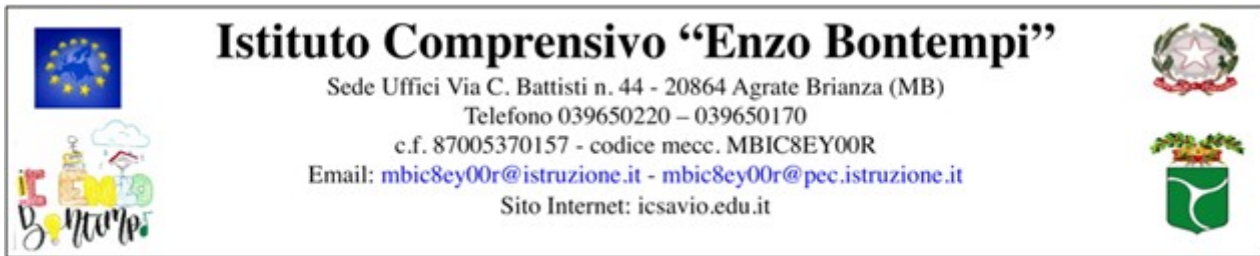 Istituto Comprensivo “Enzo Bontempi”
Sede Uffici Via C. Battisti n. 44 - 20864 Agrate Brianza (MB)
Telefono 039650220 – 039650170
c.f. 87005370157 - codice mecc. MBIC8EY00R
Email: mbic8ey00r@istruzione.it - mbic8ey00r@pec.istruzione.it
Sito Internet: icsavio.edu.it
I ENZO
Bontempi